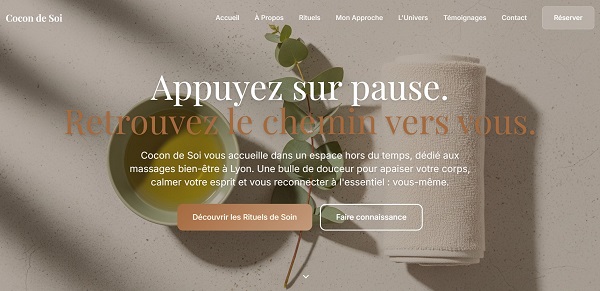 Cocon de Soi
Accueil À Propos Rituels Mon Approche L'Univers Témoignages Contact Réserver
Appuyez sur pause.
Retrouvez le chemin vers vous.
Cocon de Soi vous accueille dans un espace hors du temps, dédié aux
massages bien-être à Lyon. Une bulle de douceur pour apaiser votre corps,
calmer votre esprit et vous reconnecter à l'essentiel : vous-même.
Découvrir les Rituels de Soin Faire connaissance